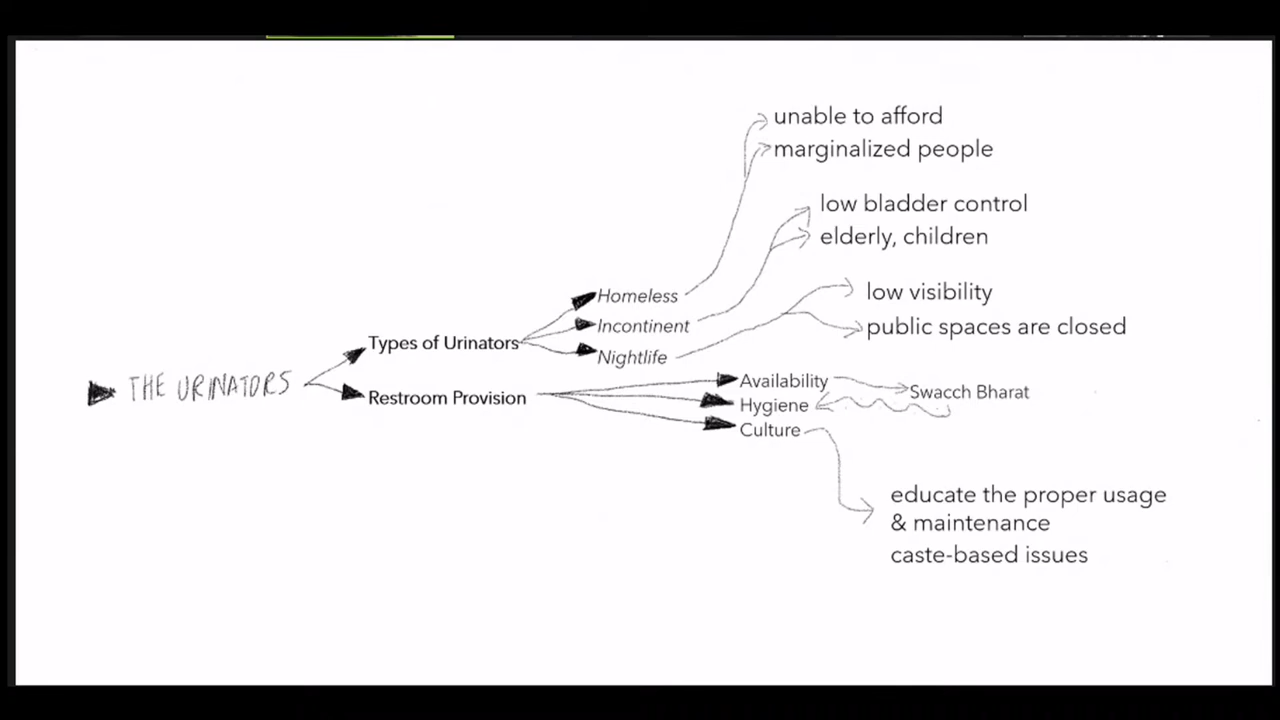 unable to afford
marginalized people
low bladder control
elderly, children
low visibility
public spaces are closed
Homeless
Incontinent
Nightlife
Types of Urinators
THE URINATORS
Restroom Provision
Availability
Hygiene
Culture
Swacch Bharat
educate the proper usage
& maintenance
caste-based issues